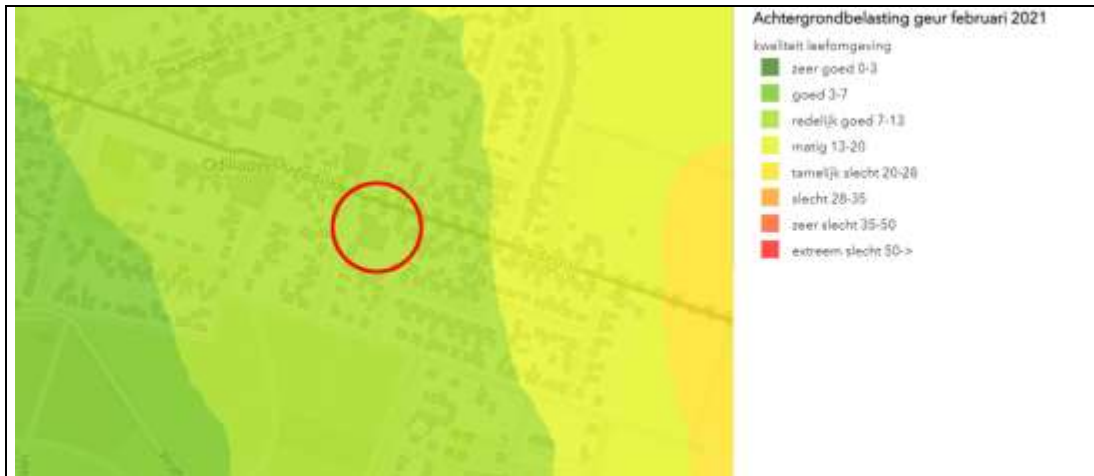 Achtergrondbelasting geur februari 2021
kwaliteit leefomgeving
zeer goed 0-3
goed 3-7
redelijk goed 7-13
matig 13-20
tamelijk slecht 20-28
slecht 28-35
zeer slecht 35-50
extreem slecht 50->